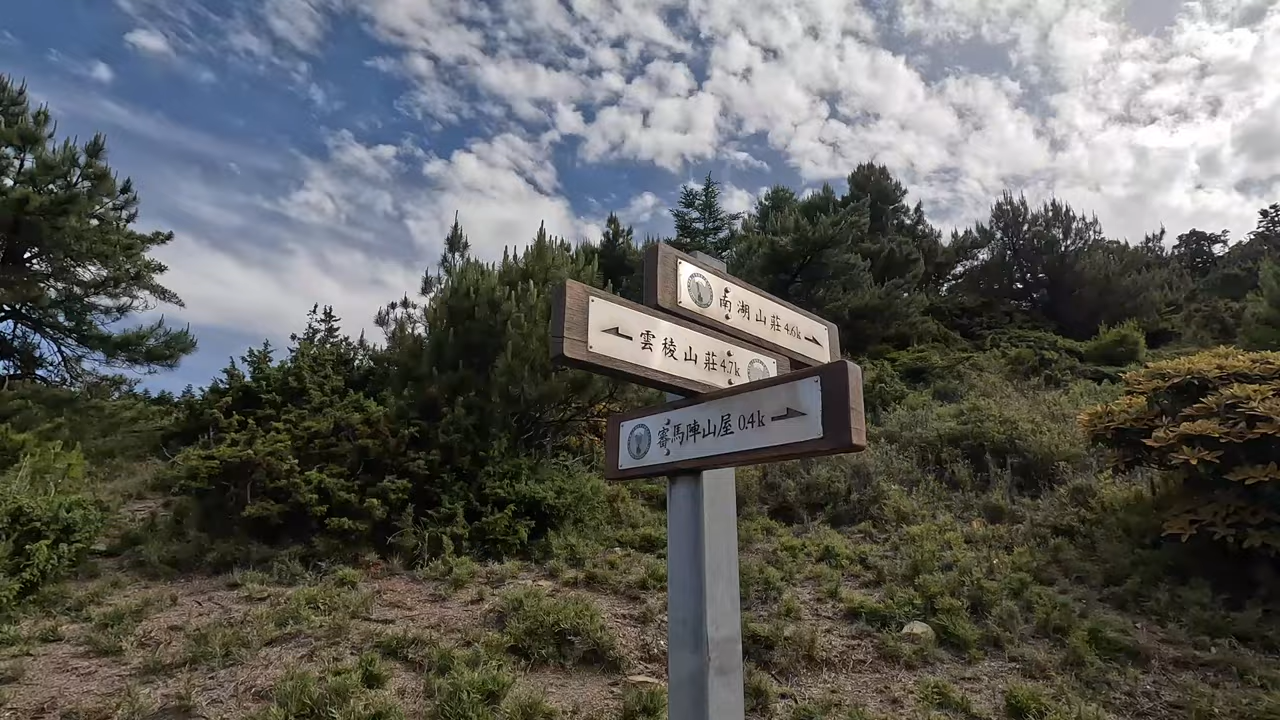 南湖山莊 4.6k →
← 雲稜山莊 4.7k
審馬陣山屋 0.4k →